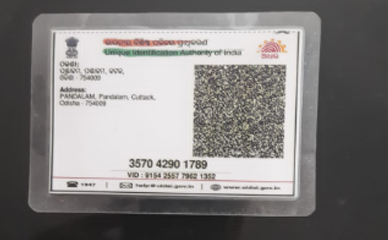 Unique Identification Authority of India
ଠିକଣା:
Address:
PANDALAM, Pandalam, Cuttack,
Odisha - 754009
3570 4290 1789
VID : 9154 2557 7962 1352
1947 help@uidai.gov.in www.uidai.gov.in